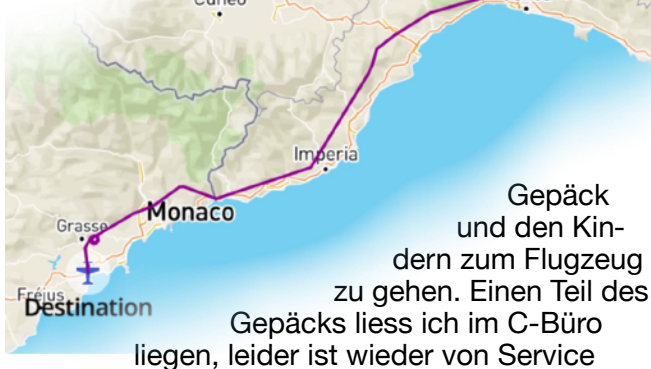 Cuneo
Imperia
Monaco
Grasse
Fréjus
Destination
Gepäck
und den Kin-
dern zum Flugzeug
zu gehen. Einen Teil des
Gepäcks liess ich im C-Büro
liegen, leider ist wieder von Service